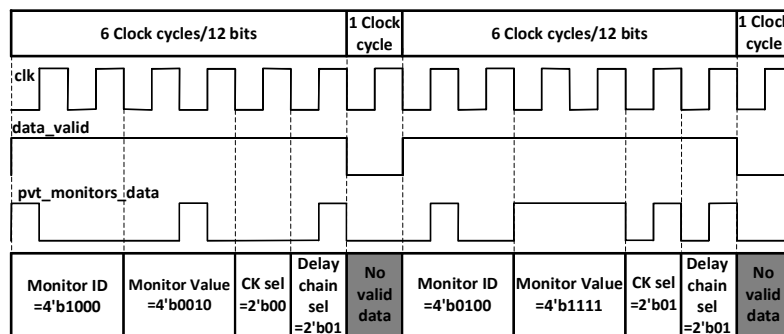 6 Clock cycles/12 bits
1 Clock
cycle
6 Clock cycles/12 bits
1 Clock
cycle
clk
data_valid
pvt_monitors_data
Monitor ID
=4'b1000
Monitor Value
=4'b0010
CK sel
=2'b00
Delay
chain
sel
=2'b01
No
valid
data
Monitor ID
=4'b0100
Monitor Value
=4'b1111
CK sel
=2'b01
Delay
chain
sel
=2'b01
No
valid
data